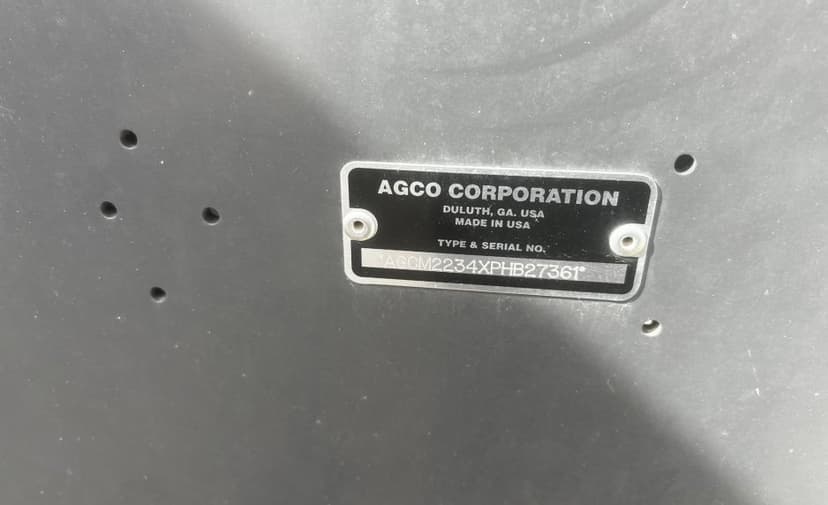 AGCO CORPORATION
DULUTH, GA. USA
MADE IN USA
TYPE & SERIAL NO.
*AGCM2234XPHB27361*